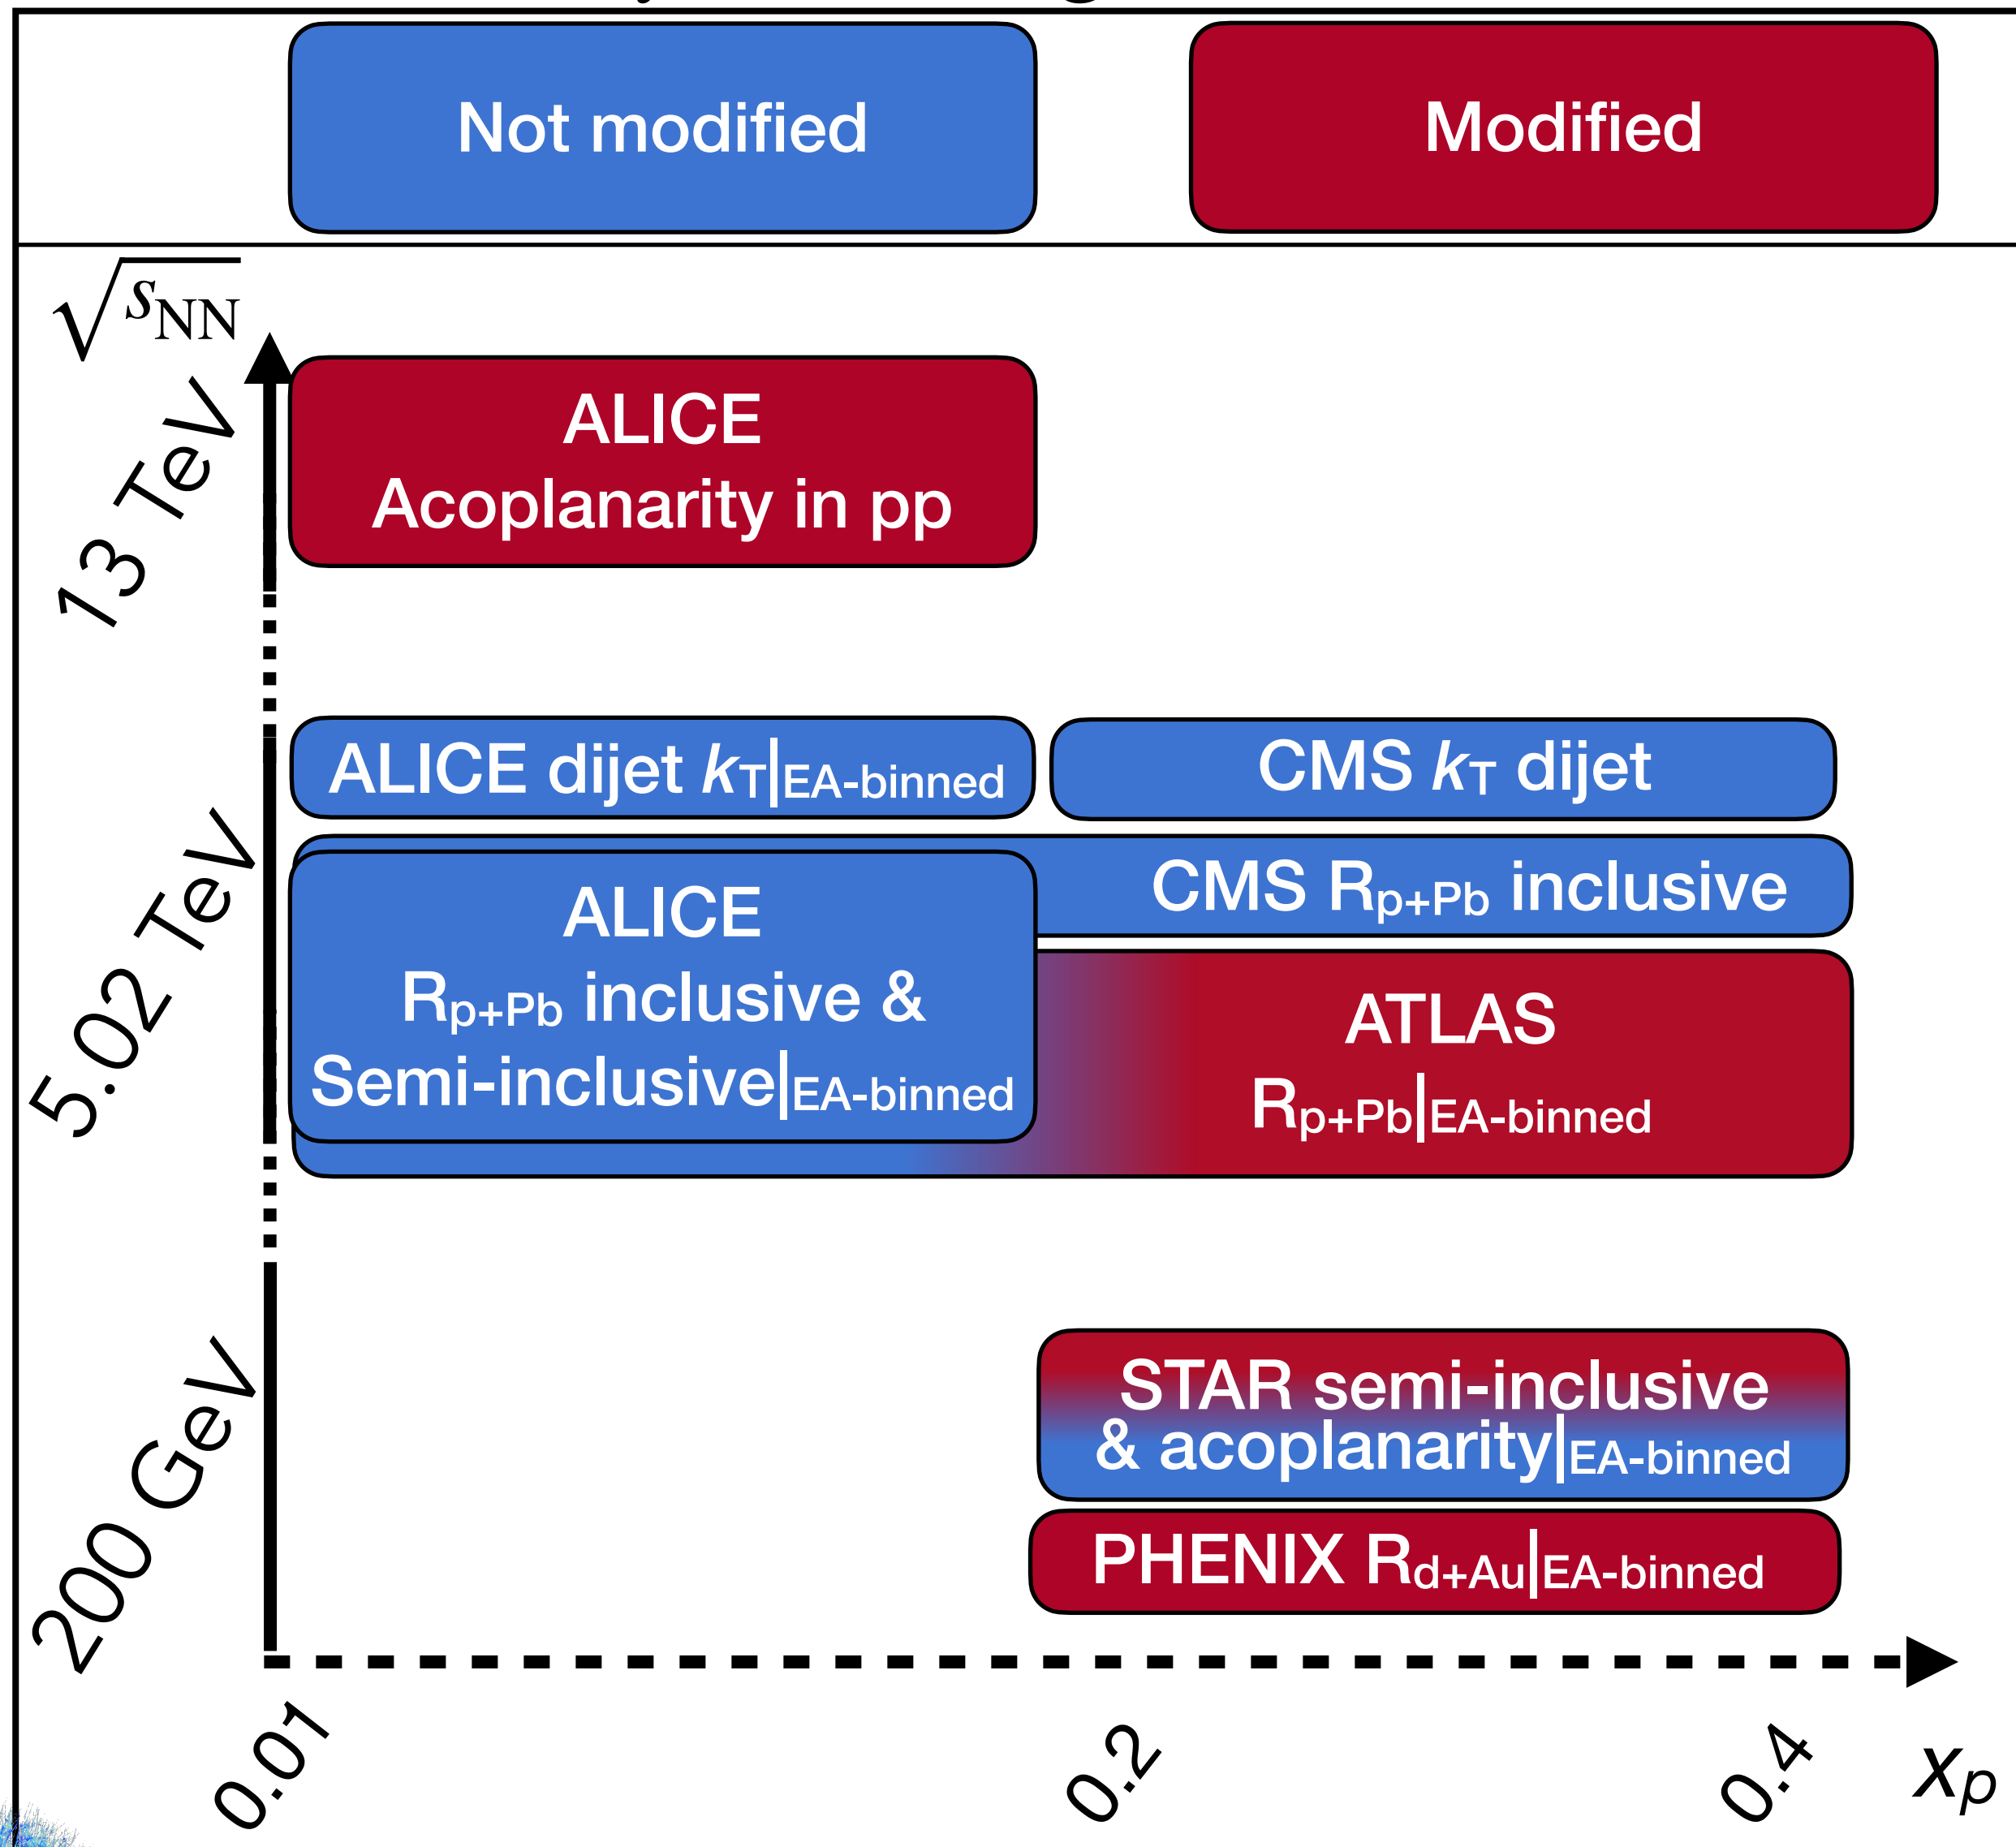 Not modified
Modified
√sNN
13 TeV
ALICE
Acoplanarity in pp
5.02 TeV
ALICE dijet kT|EA-binned
CMS kT dijet
CMS Rp+Pb inclusive
ALICE
Rp+Pb inclusive &
Semi-inclusive|EA-binned
ATLAS
Rp+Pb|EA-binned
200 GeV
STAR semi-inclusive
& acoplanarity|EA-binned
PHENIX Rd+Au|EA-binned
0.01
0.2
0.4
xp